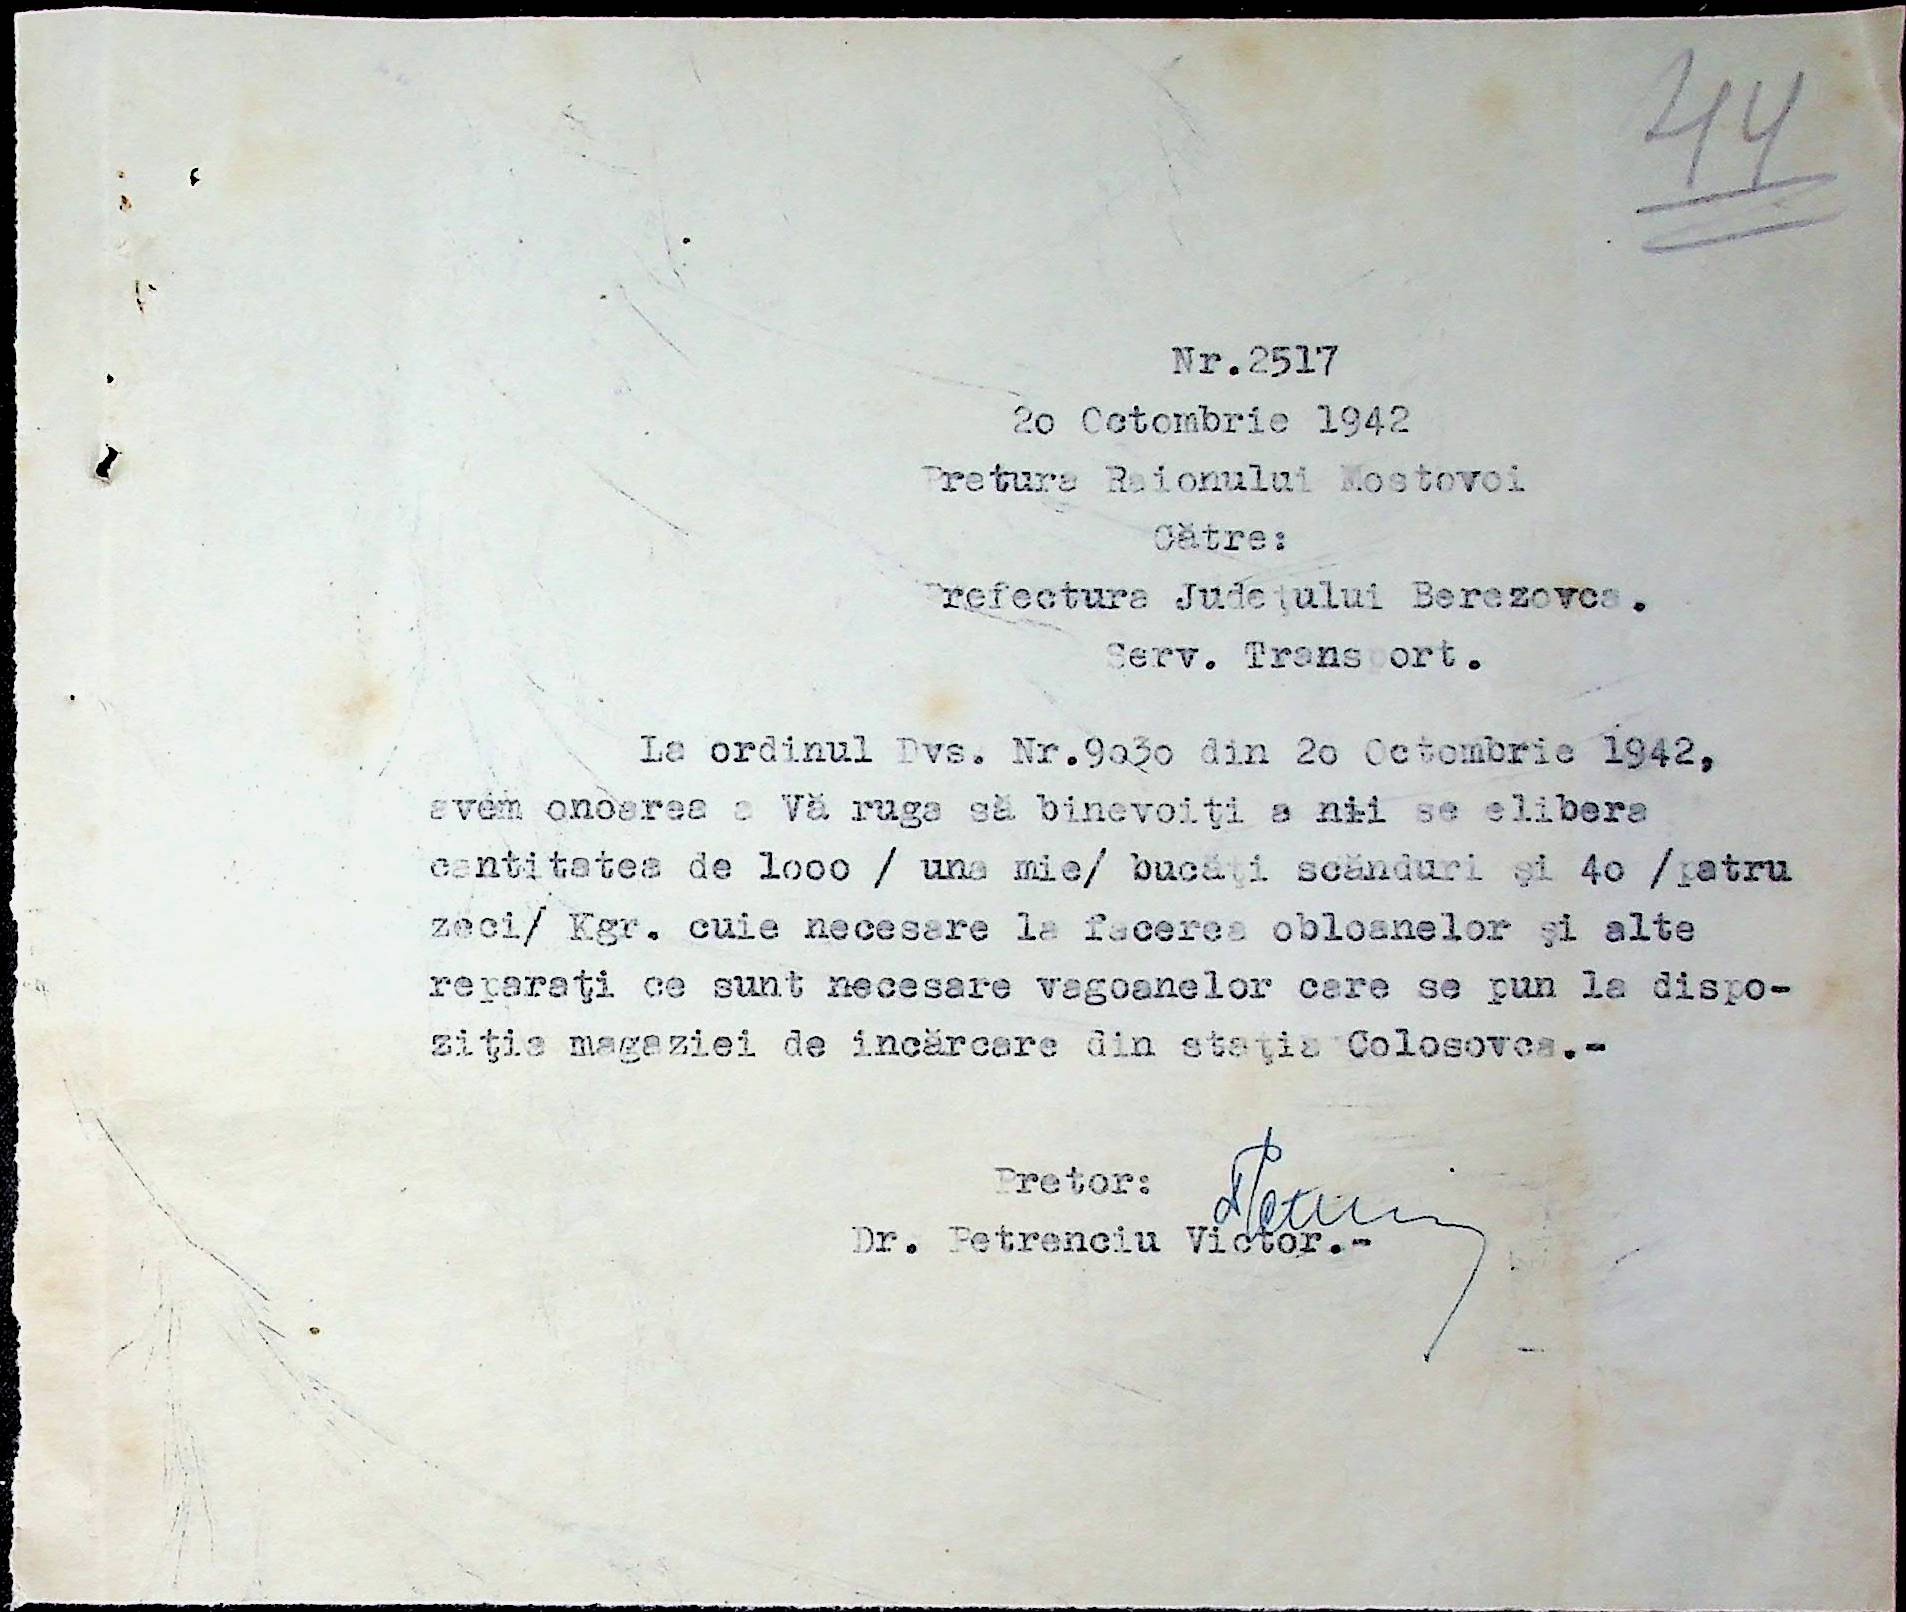 44
Nr.2517
2o Octombrie 1942
Pretura Raionului Mostovoi
Către:
Prefectura Judeţului Berezovca.
Serv. Transport.
La ordinul Dvs. Nr.9o3o din 2o Octombrie 1942,
avem onoarea a Vă ruga să binevoiţi a ni se elibera
cantitatea de looo / una mie/ bucăţi scânduri şi 4o /patru
zeci/ Kgr. cuie necesare la facerea obloanelor şi alte
reparaţi ce sunt necesare vagoanelor care se pun la dispo-
ziţia magaziei de incărcare din staţia Colosovca.-
Pretor:
Dr. Petrenciu Victor.-